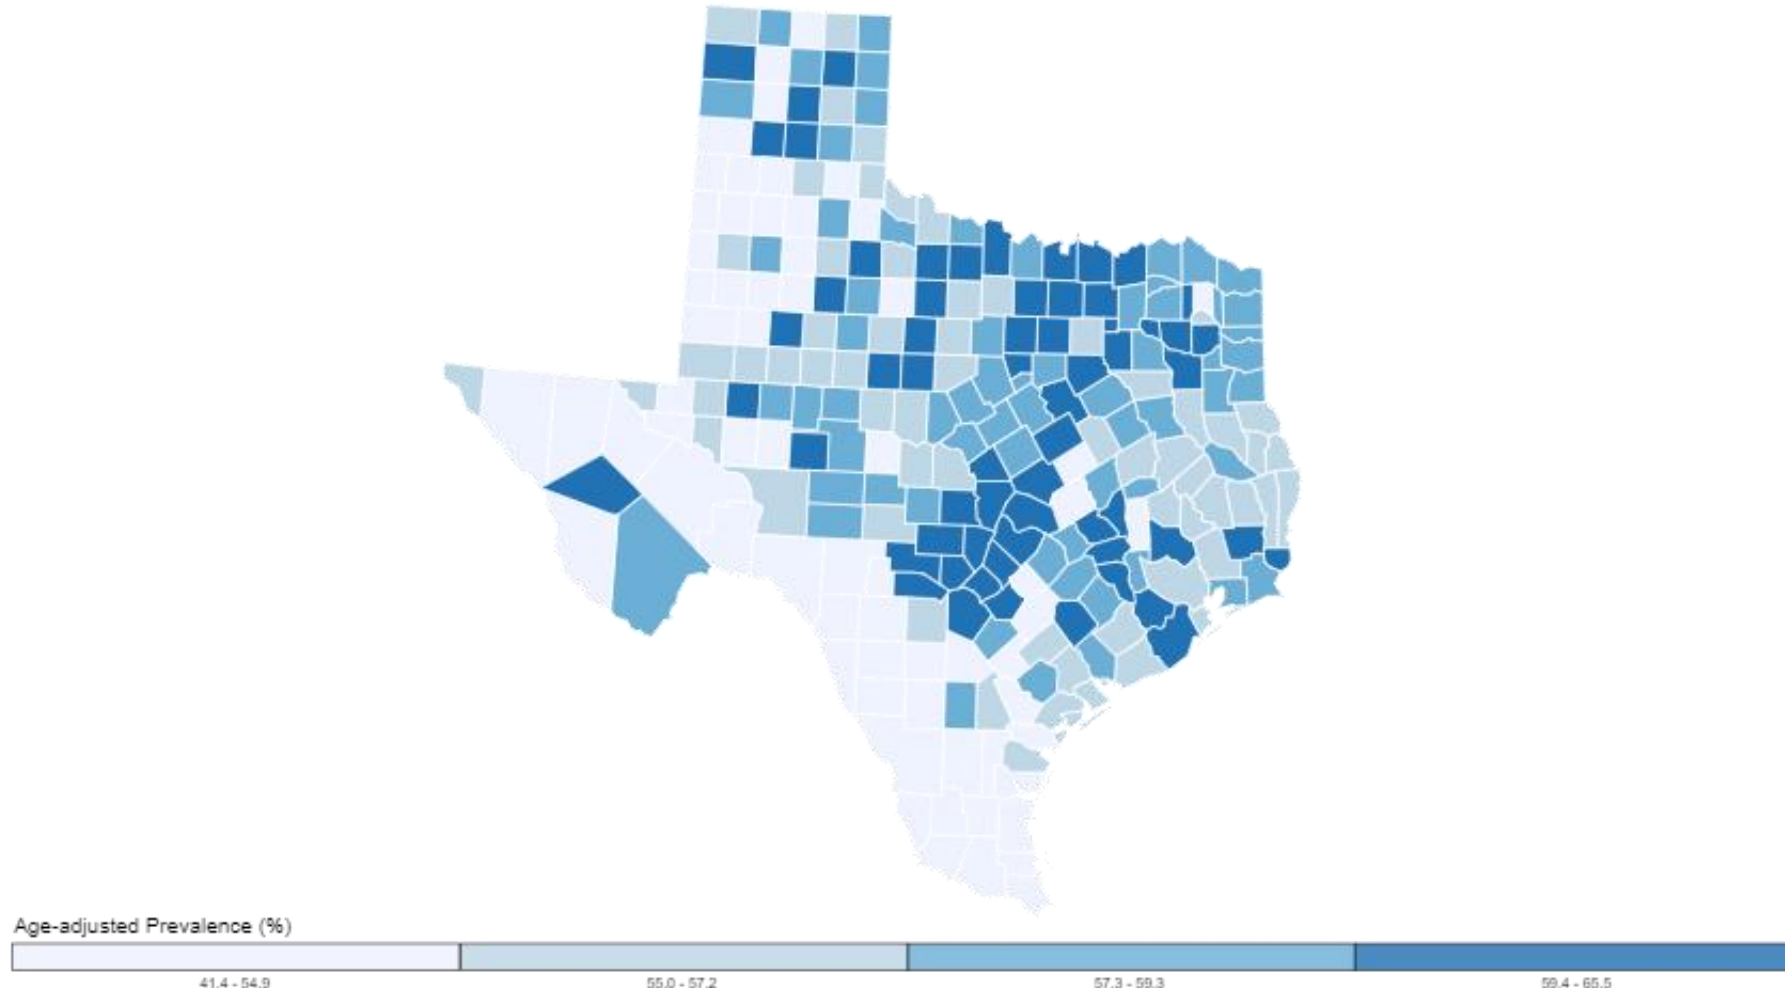 Age-adjusted Prevalence (%)
41.4 - 54.9
55.0 - 57.2
57.3 - 59.3
59.4 - 65.5